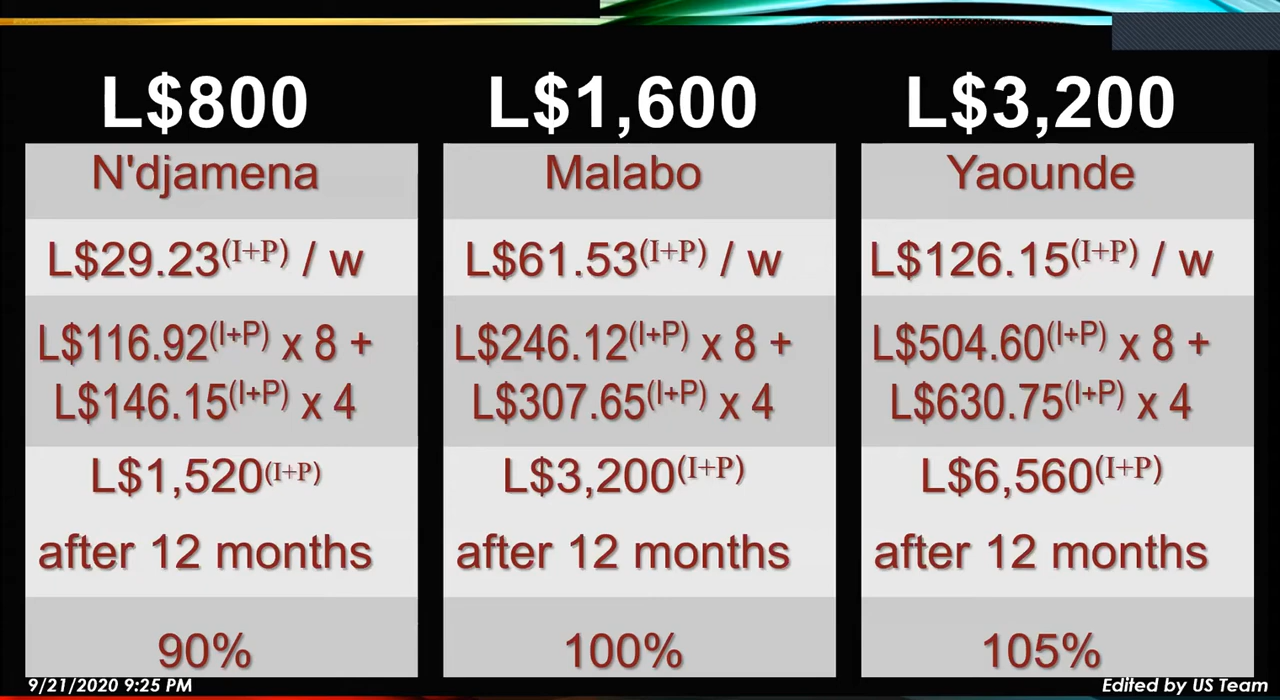 L$800
N'djamena
L$29.23(I+P) / w
L$116.92(I+P) x 8 +
L$146.15(I+P) x 4
L$1,520(I+P)
after 12 months
90%
L$1,600
Malabo
L$61.53(I+P) / w
L$246.12(I+P) x 8 +
L$307.65(I+P) x 4
L$3,200(I+P)
after 12 months
100%
L$3,200
Yaounde
L$126.15(I+P) / w
L$504.60(I+P) x 8 +
L$630.75(I+P) x 4
L$6,560(I+P)
after 12 months
105%
9/21/2020 9:25 PM
Edited by US Team